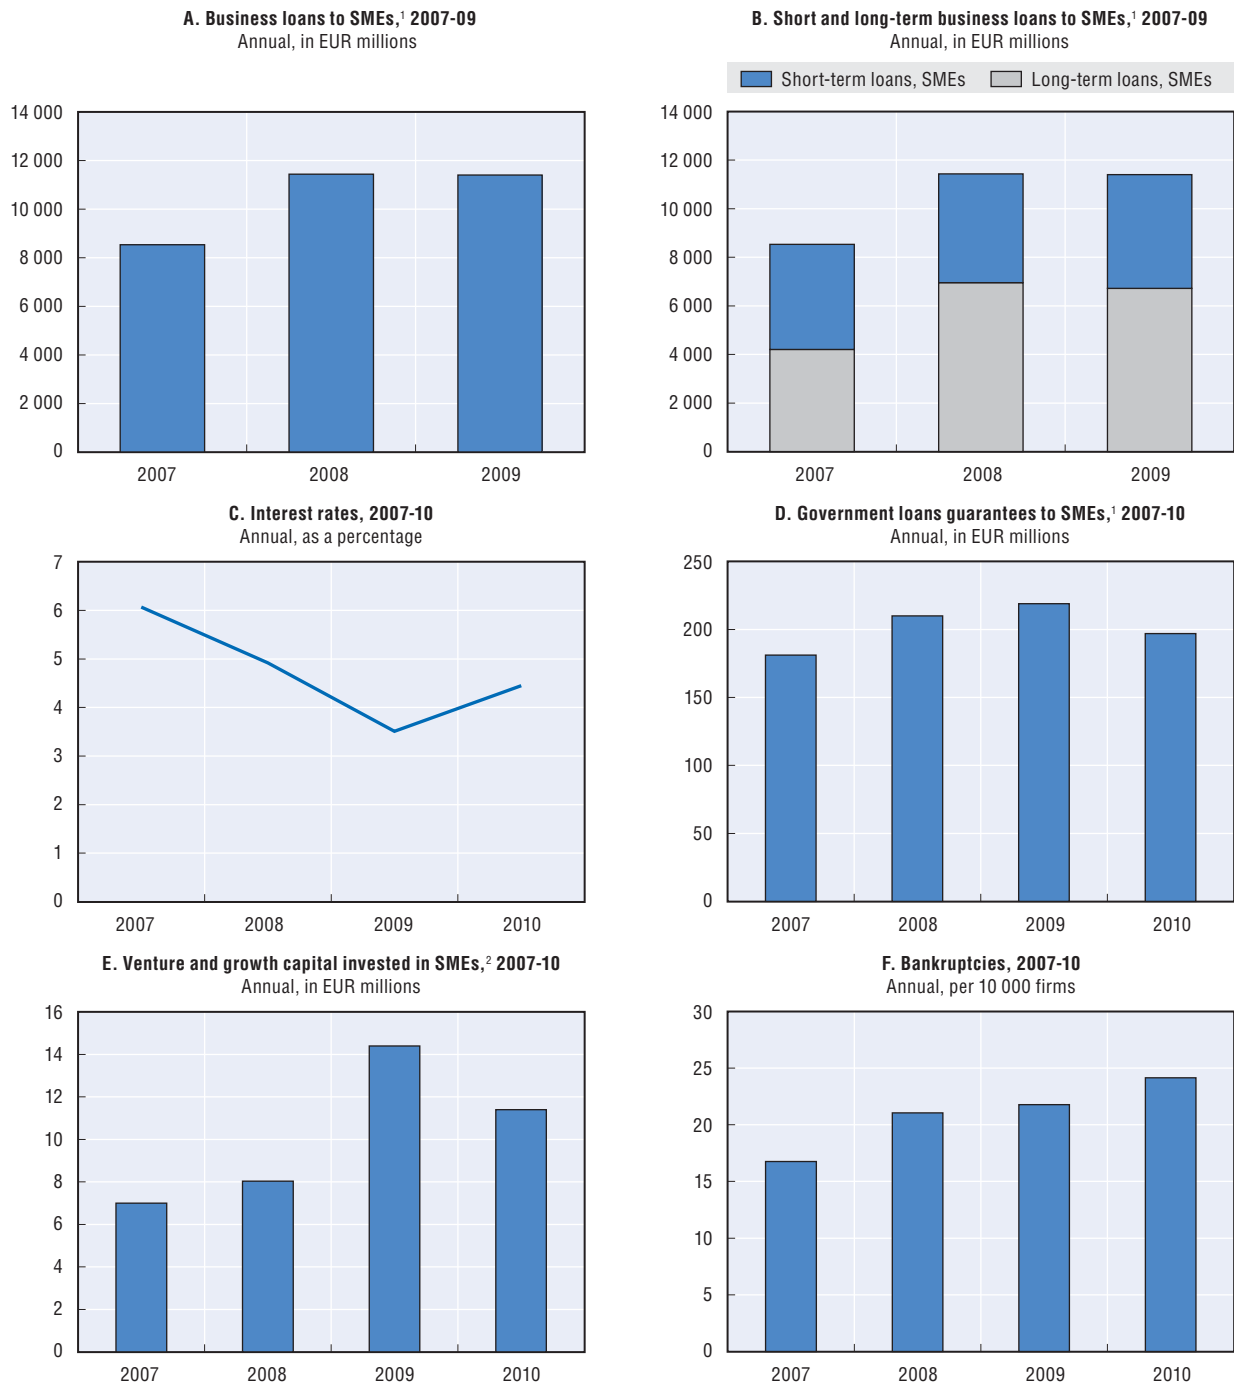 A. Business loans to SMEs,¹ 2007-09
Annual, in EUR millions
14 000
12 000
10 000
8 000
6 000
4 000
2 000
0
2007 2008 2009
B. Short and long-term business loans to SMEs,¹ 2007-09
Annual, in EUR millions
Short-term loans, SMEs Long-term loans, SMEs
14 000
12 000
10 000
8 000
6 000
4 000
2 000
0
2007 2008 2009
C. Interest rates, 2007-10
Annual, as a percentage
7
6
5
4
3
2
1
0
2007 2008 2009 2010
D. Government loans guarantees to SMEs,¹ 2007-10
Annual, in EUR millions
250
200
150
100
50
0
2007 2008 2009 2010
E. Venture and growth capital invested in SMEs,² 2007-10
Annual, in EUR millions
16
14
12
10
8
6
4
2
0
2007 2008 2009 2010
F. Bankruptcies, 2007-10
Annual, per 10 000 firms
30
25
20
15
10
5
0
2007 2008 2009 2010